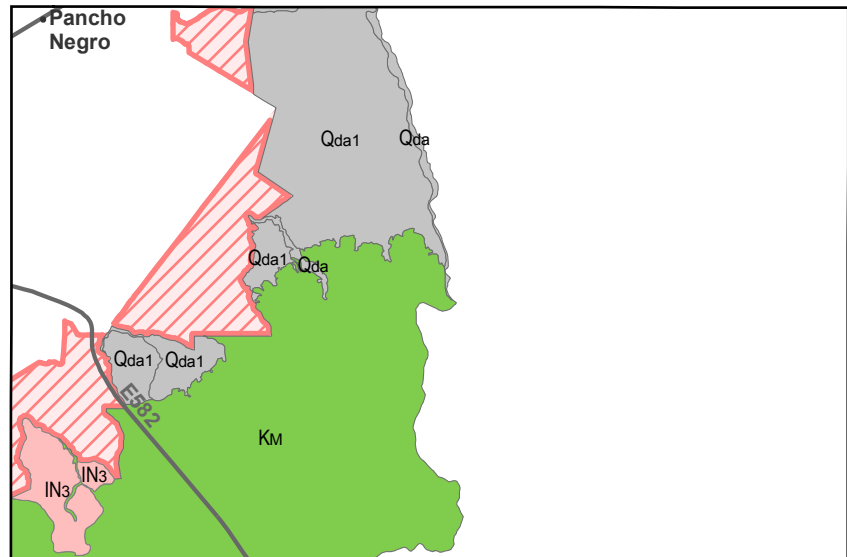 Pancho
Negro
Qda1
Qda
Qda1
Qda
Qda1
Qda1
E582
KM
IN3
IN3